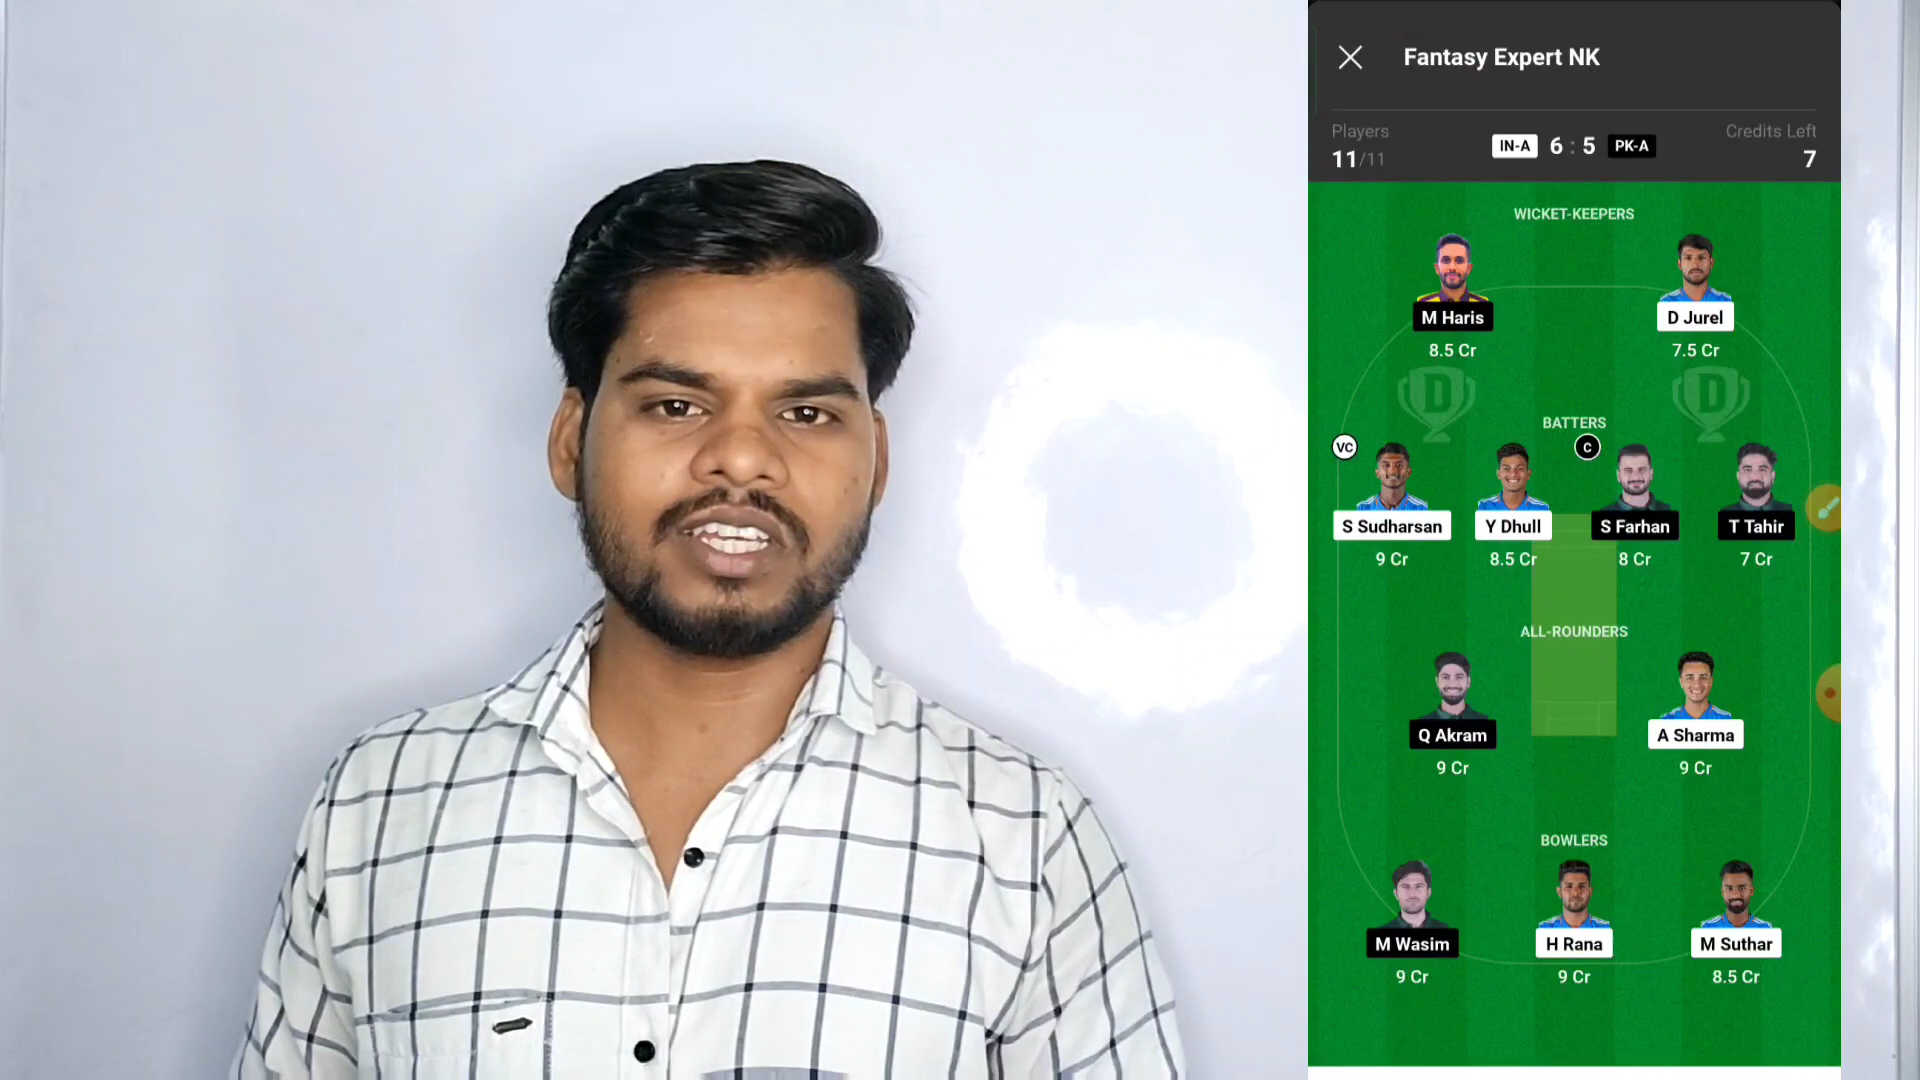 Fantasy Expert NK
Players
11/11
IN-A 6 : 5 PK-A
Credits Left
7
WICKET-KEEPERS
M Haris
8.5 Cr
D Jurel
7.5 Cr
D
D
BATTERS
VC
C
S Sudharsan
9 Cr
Y Dhull
8.5 Cr
S Farhan
8 Cr
T Tahir
7 Cr
ALL-ROUNDERS
Q Akram
9 Cr
A Sharma
9 Cr
BOWLERS
M Wasim
9 Cr
H Rana
9 Cr
M Suthar
8.5 Cr